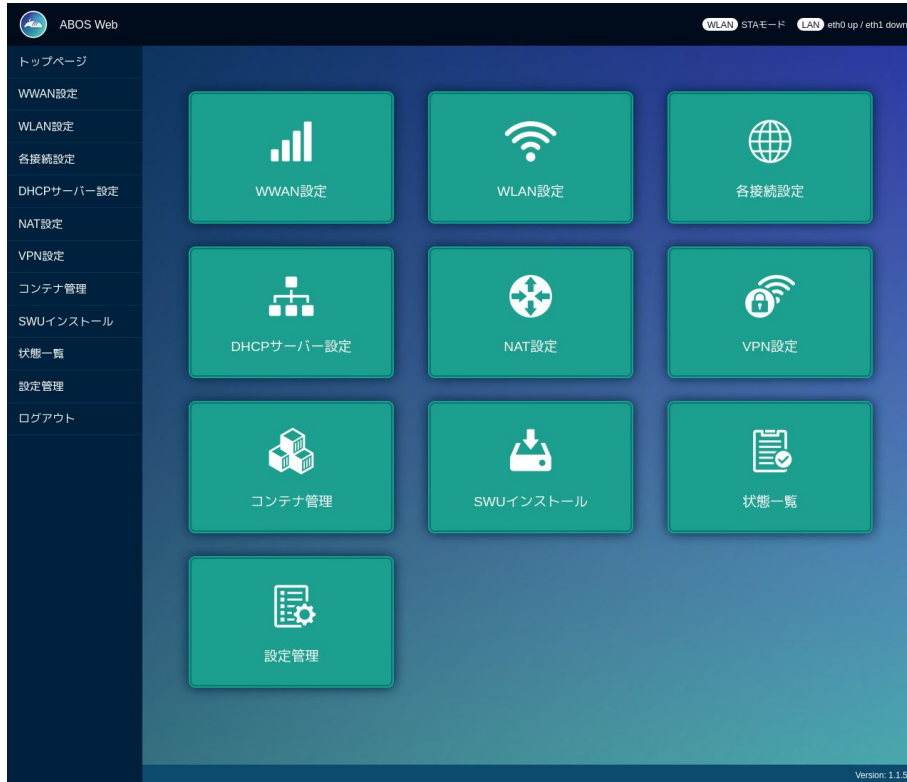 ABOS Web
WLAN STAモード LAN eth0 up / eth1 down
トップページ
WWAN設定
WLAN設定
各接続設定
DHCPサーバー設定
NAT設定
VPN設定
コンテナ管理
SWUインストール
状態一覧
設定管理
ログアウト
WWAN設定
WLAN設定
各接続設定
DHCPサーバー設定
NAT設定
VPN設定
コンテナ管理
SWUインストール
状態一覧
設定管理
Version: 1.1.5